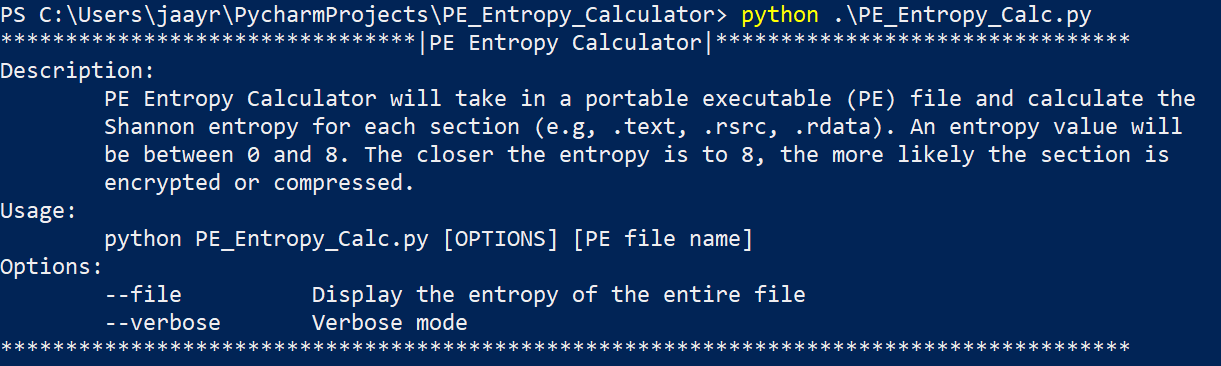 PS C:\Users\jaayr\PycharmProjects\PE_Entropy_Calculator> python .\PE_Entropy_Calc.py
********************************|PE Entropy Calculator|********************************
Description:
        PE Entropy Calculator will take in a portable executable (PE) file and calculate the
        Shannon entropy for each section (e.g, .text, .rsrc, .rdata). An entropy value will
        be between 0 and 8. The closer the entropy is to 8, the more likely the section is
        encrypted or compressed.
Usage:
        python PE_Entropy_Calc.py [OPTIONS] [PE file name]
Options:
        --file          Display the entropy of the entire file
        --verbose       Verbose mode
***************************************************************************************